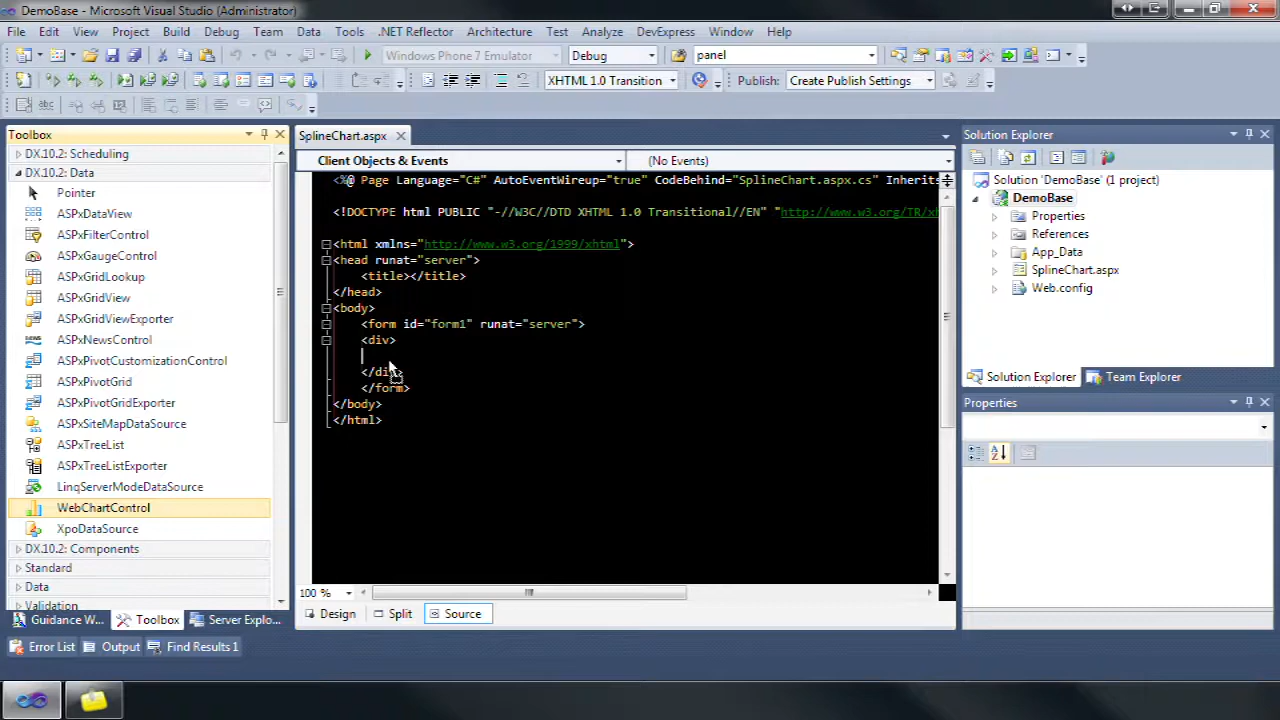 DemoBase - Microsoft Visual Studio (Administrator)
File Edit View Project Build Debug Team Data Tools .NET Reflector Architecture Test Analyze DevExpress Window Help
Windows Phone 7 Emulator Debug panel
XHTML 1.0 Transition Publish: Create Publish Settings
Toolbox
DX.10.2: Scheduling
DX.10.2: Data
Pointer
ASPxDataView
ASPxFilterControl
ASPxGaugeControl
ASPxGridLookup
ASPxGridView
ASPxGridViewExporter
ASPxNewsControl
ASPxPivotCustomizationControl
ASPxPivotGrid
ASPxPivotGridExporter
ASPxSiteMapDataSource
ASPxTreeList
ASPxTreeListExporter
LinqServerModeDataSource
WebChartControl
XpoDataSource
DX.10.2: Components
Standard
Data
Validation
Guidance W... Toolbox Server Explo...
SplineChart.aspx
Client Objects & Events (No Events)
<%@ Page Language="C#" AutoEventWireup="true" CodeBehind="SplineChart.aspx.cs" Inherits
<!DOCTYPE html PUBLIC "-//W3C//DTD XHTML 1.0 Transitional//EN" "http://www.w3.org/TR/xh
<html xmlns="http://www.w3.org/1999/xhtml">
<head runat="server">
<title></title>
</head>
<body>
<form id="form1" runat="server">
<div>
</div>
</form>
</body>
</html>
100 %
Design Split Source
Solution Explorer
Solution 'DemoBase' (1 project)
DemoBase
Properties
References
App_Data
SplineChart.aspx
Web.config
Solution Explorer Team Explorer
Properties
Error List Output Find Results 1